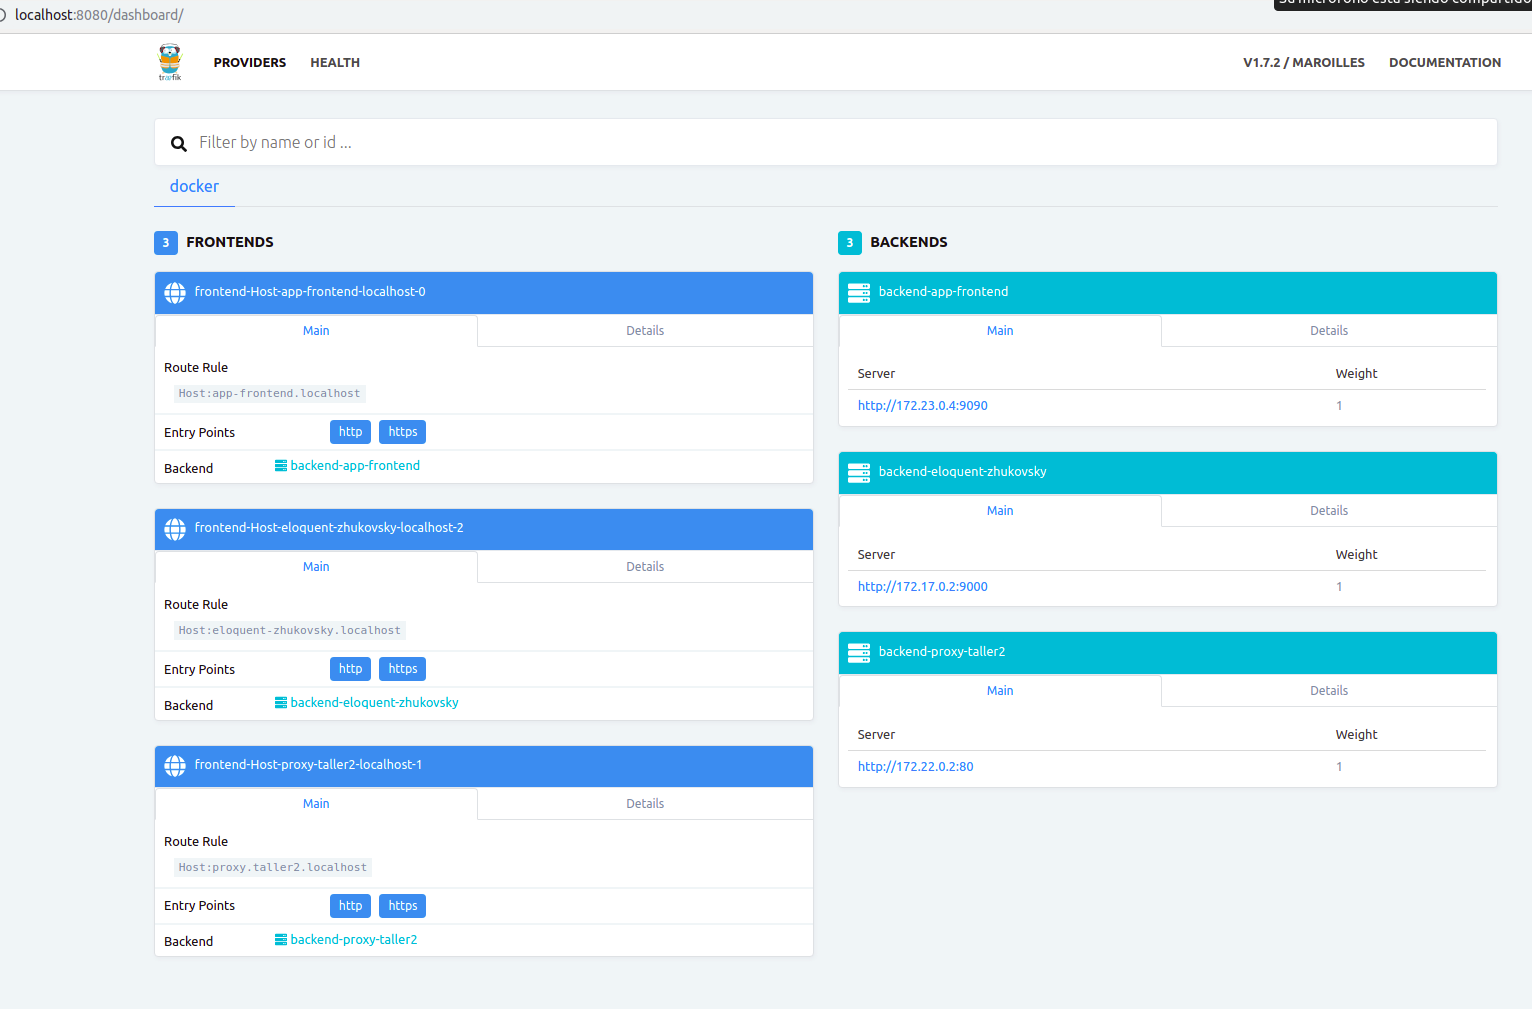 localhost:8080/dashboard/
Su micrófono está siendo compartido
træfik
PROVIDERS
HEALTH
V1.7.2 / MAROILLES
DOCUMENTATION
Filter by name or id ...
docker
3 FRONTENDS
frontend-Host-app-frontend-localhost-0
Main
Details
Route Rule
Host:app-frontend.localhost
Entry Points
http
https
Backend
backend-app-frontend
frontend-Host-eloquent-zhukovsky-localhost-2
Main
Details
Route Rule
Host:eloquent-zhukovsky.localhost
Entry Points
http
https
Backend
backend-eloquent-zhukovsky
frontend-Host-proxy-taller2-localhost-1
Main
Details
Route Rule
Host:proxy.taller2.localhost
Entry Points
http
https
Backend
backend-proxy-taller2
3 BACKENDS
backend-app-frontend
Main
Details
Server
Weight
http://172.23.0.4:9090
1
backend-eloquent-zhukovsky
Main
Details
Server
Weight
http://172.17.0.2:9000
1
backend-proxy-taller2
Main
Details
Server
Weight
http://172.22.0.2:80
1